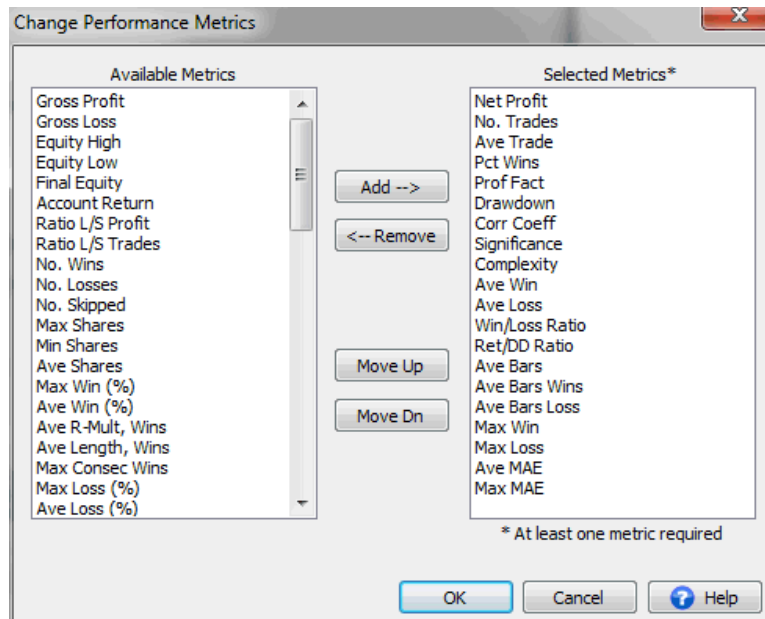 Change Performance Metrics
Available Metrics
Gross Profit
Gross Loss
Equity High
Equity Low
Final Equity
Account Return
Ratio L/S Profit
Ratio L/S Trades
No. Wins
No. Losses
No. Skipped
Max Shares
Min Shares
Ave Shares
Max Win (%)
Ave Win (%)
Ave R-Mult, Wins
Ave Length, Wins
Max Consec Wins
Max Loss (%)
Ave Loss (%)
Add -->
<-- Remove
Move Up
Move Dn
Selected Metrics*
Net Profit
No. Trades
Ave Trade
Pct Wins
Prof Fact
Drawdown
Corr Coeff
Significance
Complexity
Ave Win
Ave Loss
Win/Loss Ratio
Ret/DD Ratio
Ave Bars
Ave Bars Wins
Ave Bars Loss
Max Win
Max Loss
Ave MAE
Max MAE
* At least one metric required
OK
Cancel
? Help